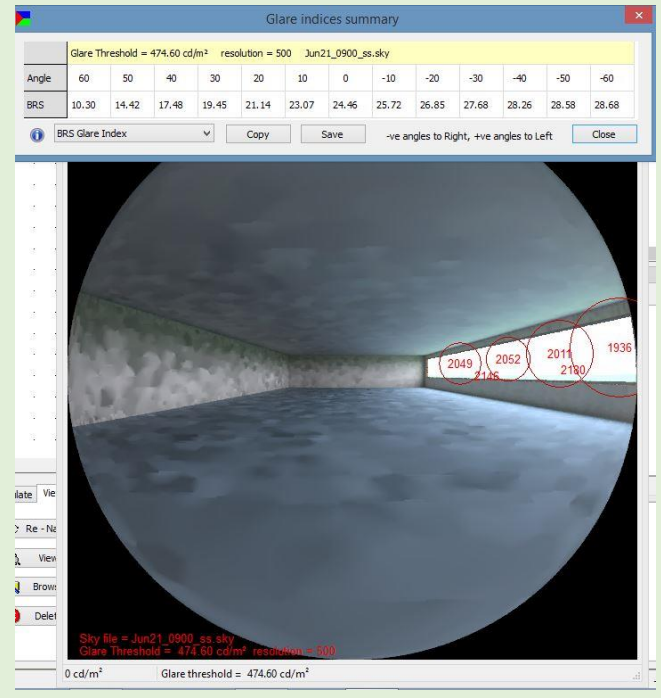 Glare indices summary
Glare Threshold = 474.60 cd/m² resolution = 500 Jun21_0900_ss.sky
Angle 60 50 40 30 20 10 0 -10 -20 -30 -40 -50 -60
BRS 10.30 14.42 17.48 19.45 21.14 23.07 24.46 25.72 26.85 27.68 28.26 28.58 28.68
BRS Glare Index Copy Save -ve angles to Right, +ve angles to Left Close
2049 2052 2011 1936
2146 2180
ulate Vie
Re - Na
View
Brows
Delet
Sky file = Jun21_0900_ss.sky
Glare Threshold = 474.60 cd/m² resolution = 500
0 cd/m² Glare threshold = 474.60 cd/m²